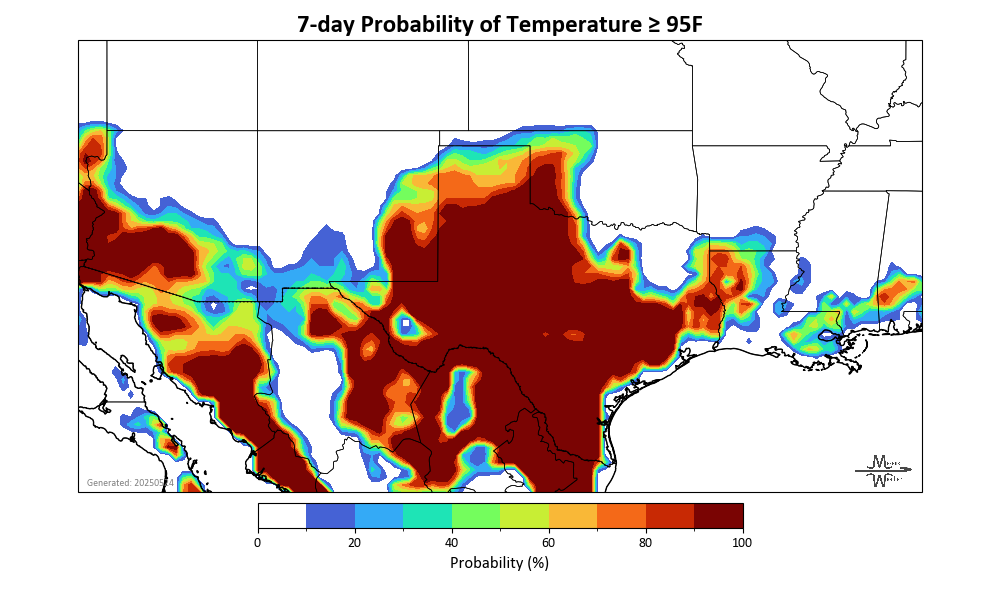 7-day Probability of Temperature ≥ 95F
Generated: 20250524
0 20 40 60 80 100
Probability (%)